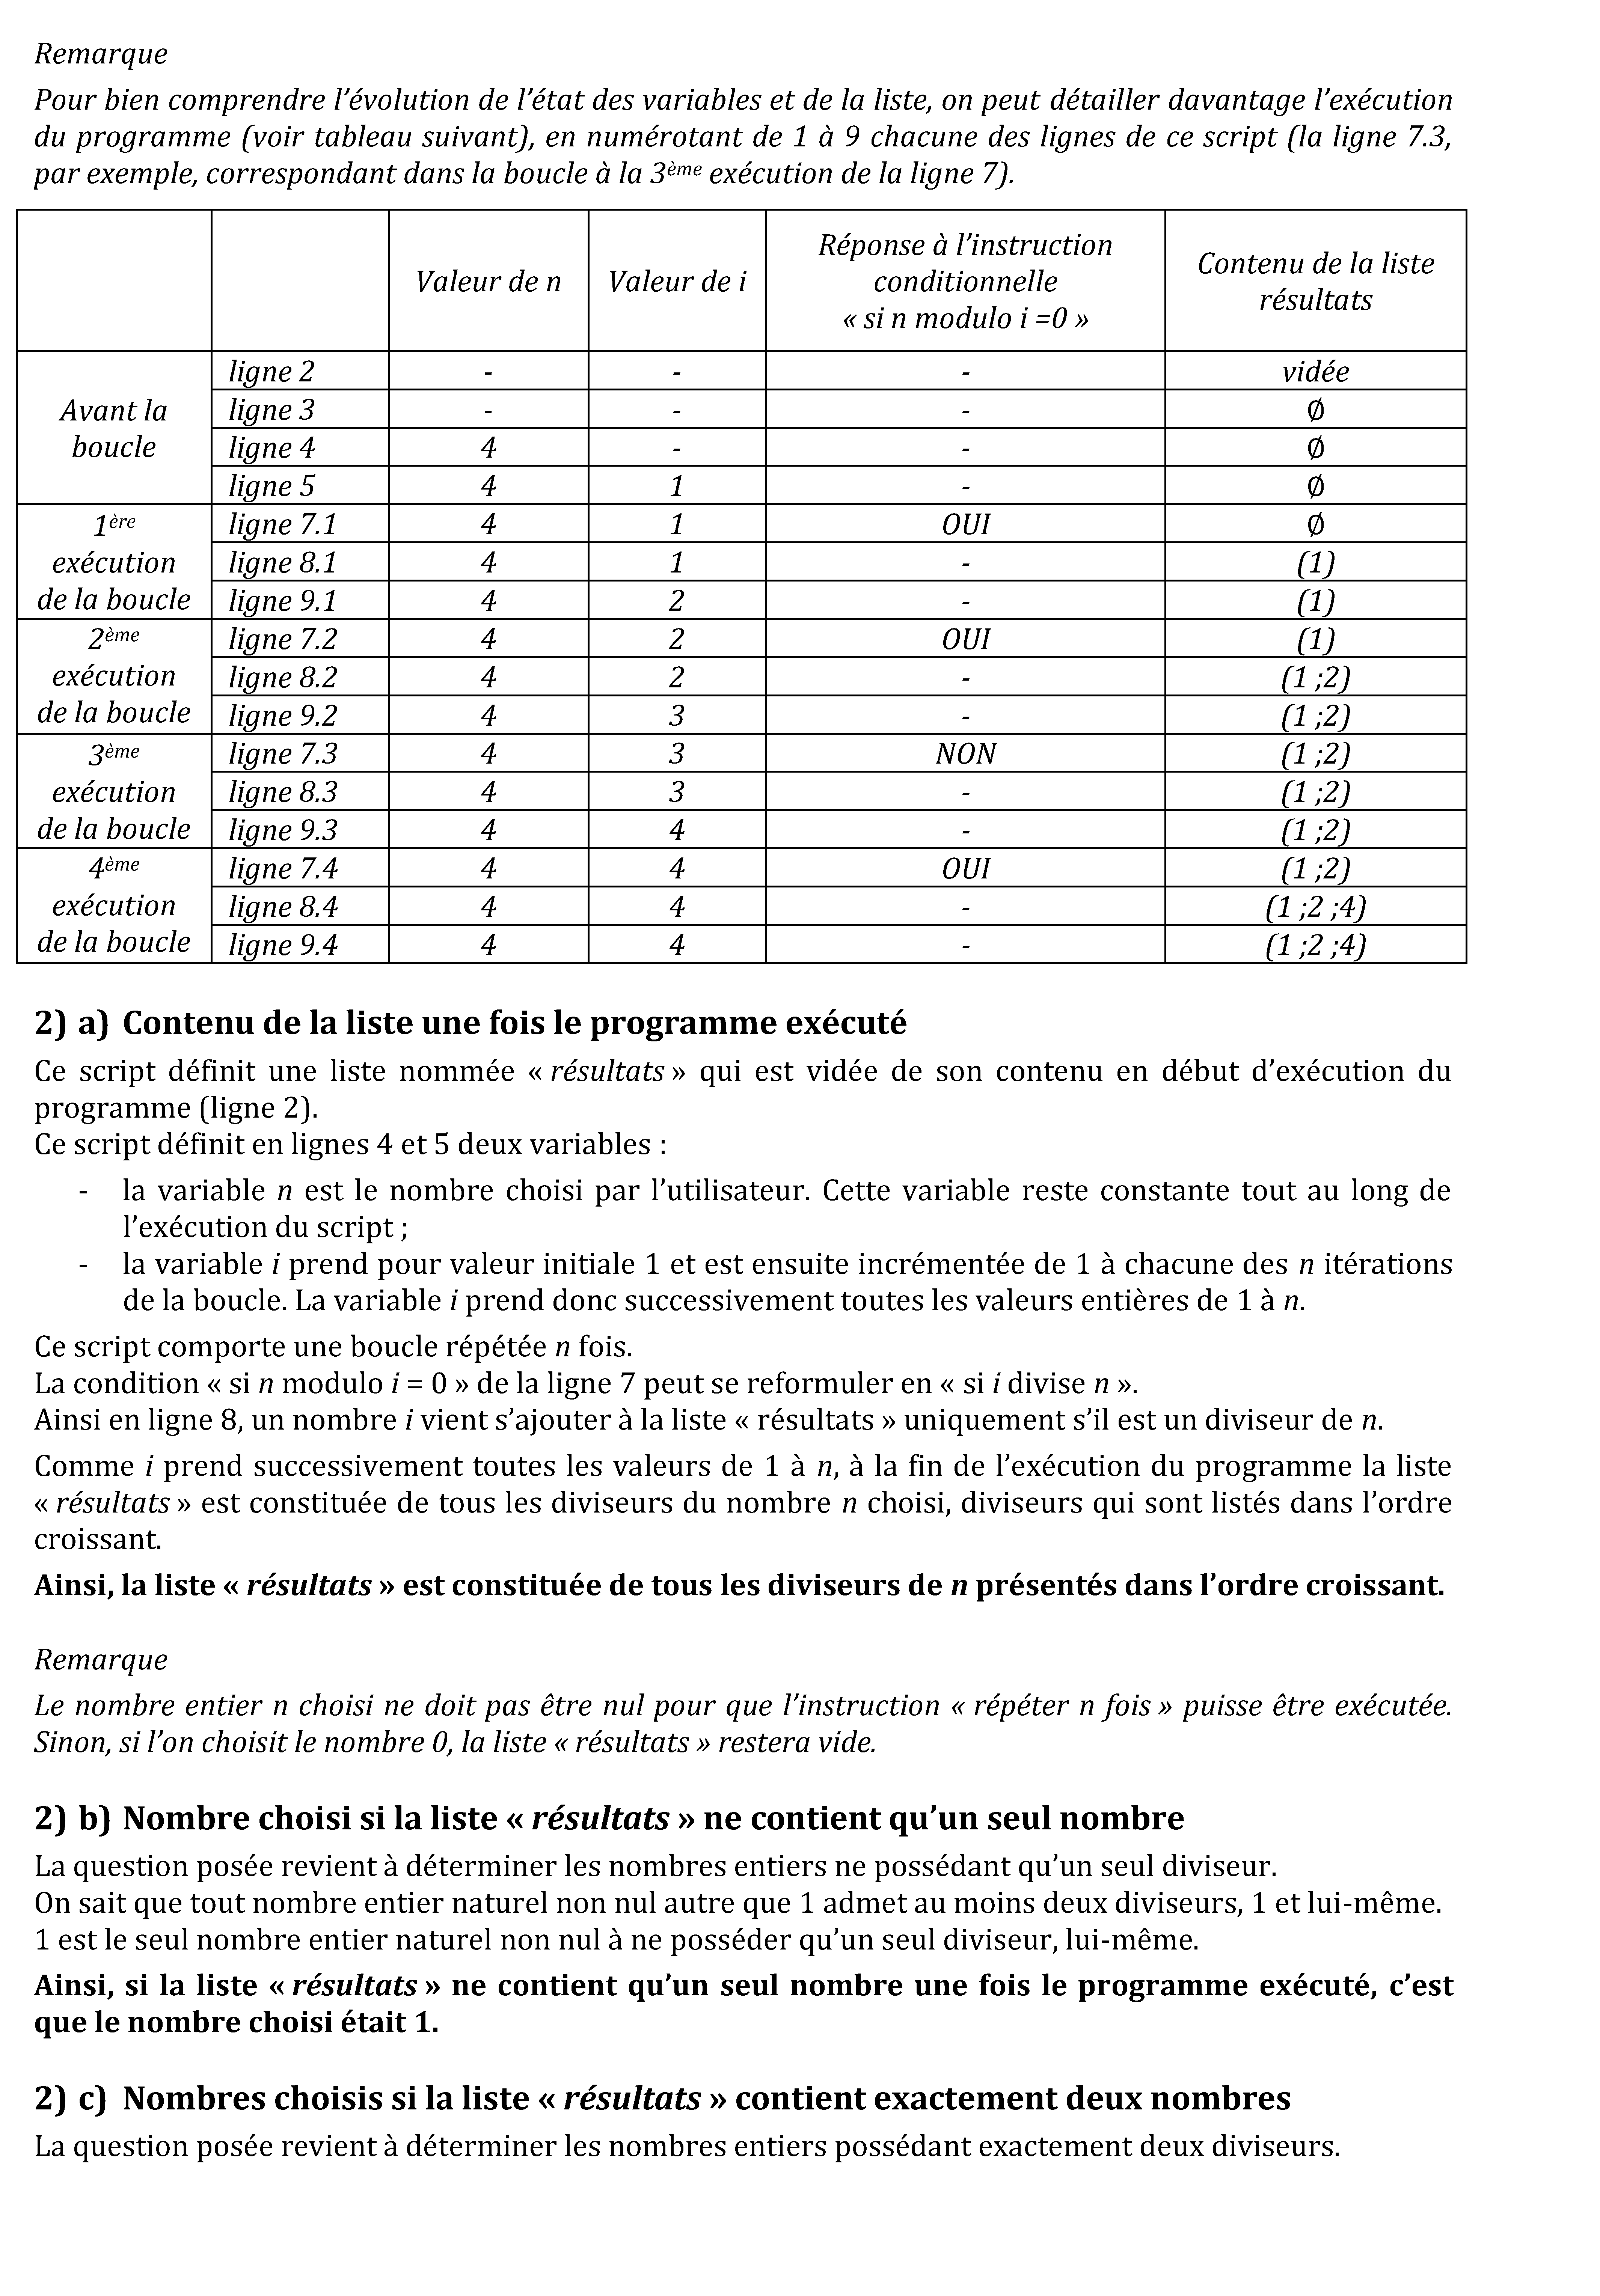 Remarque
Pour bien comprendre l’évolution de l’état des variables et de la liste, on peut détailler davantage l’exécution
du programme (voir tableau suivant), en numérotant de 1 à 9 chacune des lignes de ce script (la ligne 7.3,
par exemple, correspondant dans la boucle à la 3ème exécution de la ligne 7).
Valeur de n Valeur de i Réponse à l’instruction conditionnelle « si n modulo i =0 » Contenu de la liste résultats
Avant la boucle
ligne 2 - - - vidée
ligne 3 - - - ∅
ligne 4 4 - - ∅
ligne 5 4 1 - ∅
1ère exécution de la boucle
ligne 7.1 4 1 OUI ∅
ligne 8.1 4 1 - (1)
ligne 9.1 4 2 - (1)
2ème exécution de la boucle
ligne 7.2 4 2 OUI (1)
ligne 8.2 4 2 - (1 ;2)
ligne 9.2 4 3 - (1 ;2)
3ème exécution de la boucle
ligne 7.3 4 3 NON (1 ;2)
ligne 8.3 4 3 - (1 ;2)
ligne 9.3 4 4 - (1 ;2)
4ème exécution de la boucle
ligne 7.4 4 4 OUI (1 ;2)
ligne 8.4 4 4 - (1 ;2 ;4)
ligne 9.4 4 4 - (1 ;2 ;4)
2) a) Contenu de la liste une fois le programme exécuté
Ce script définit une liste nommée « résultats » qui est vidée de son contenu en début d’exécution du
programme (ligne 2).
Ce script définit en lignes 4 et 5 deux variables :
- la variable n est le nombre choisi par l’utilisateur. Cette variable reste constante tout au long de
l’exécution du script ;
- la variable i prend pour valeur initiale 1 et est ensuite incrémentée de 1 à chacune des n itérations
de la boucle. La variable i prend donc successivement toutes les valeurs entières de 1 à n.
Ce script comporte une boucle répétée n fois.
La condition « si n modulo i = 0 » de la ligne 7 peut se reformuler en « si i divise n ».
Ainsi en ligne 8, un nombre i vient s’ajouter à la liste « résultats » uniquement s’il est un diviseur de n.
Comme i prend successivement toutes les valeurs de 1 à n, à la fin de l’exécution du programme la liste
« résultats » est constituée de tous les diviseurs du nombre n choisi, diviseurs qui sont listés dans l’ordre
croissant.
Ainsi, la liste « résultats » est constituée de tous les diviseurs de n présentés dans l’ordre croissant.
Remarque
Le nombre entier n choisi ne doit pas être nul pour que l’instruction « répéter n fois » puisse être exécutée.
Sinon, si l’on choisit le nombre 0, la liste « résultats » restera vide.
2) b) Nombre choisi si la liste « résultats » ne contient qu’un seul nombre
La question posée revient à déterminer les nombres entiers ne possédant qu’un seul diviseur.
On sait que tout nombre entier naturel non nul autre que 1 admet au moins deux diviseurs, 1 et lui-même.
1 est le seul nombre entier naturel non nul à ne posséder qu’un seul diviseur, lui-même.
Ainsi, si la liste « résultats » ne contient qu’un seul nombre une fois le programme exécuté, c’est
que le nombre choisi était 1.
2) c) Nombres choisis si la liste « résultats » contient exactement deux nombres
La question posée revient à déterminer les nombres entiers possédant exactement deux diviseurs.